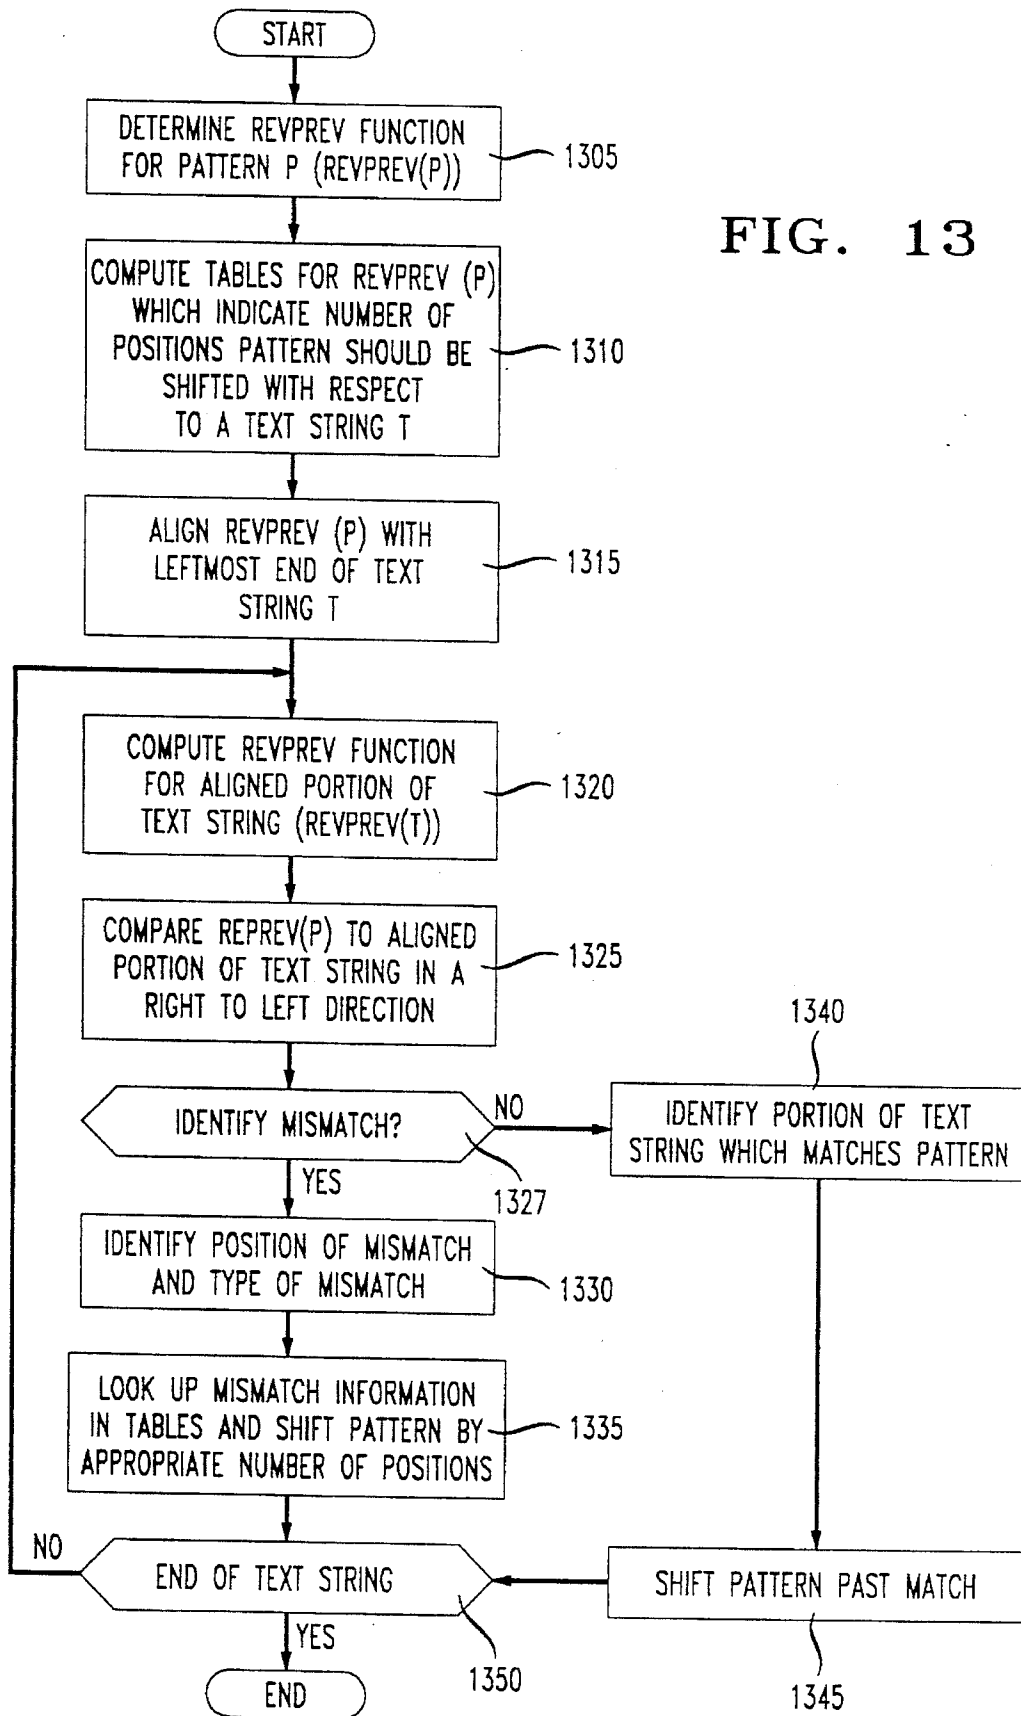 START
DETERMINE REVPREV FUNCTION
FOR PATTERN P (REVPREV(P))
1305
FIG. 13
COMPUTE TABLES FOR REVPREV (P)
WHICH INDICATE NUMBER OF
POSITIONS PATTERN SHOULD BE
SHIFTED WITH RESPECT
TO A TEXT STRING T
1310
ALIGN REVPREV (P) WITH
LEFTMOST END OF TEXT
STRING T
1315
COMPUTE REVPREV FUNCTION
FOR ALIGNED PORTION OF
TEXT STRING (REVPREV(T))
1320
COMPARE REPREV(P) TO ALIGNED
PORTION OF TEXT STRING IN A
RIGHT TO LEFT DIRECTION
1325
IDENTIFY MISMATCH?
NO
YES
1327
1340
IDENTIFY PORTION OF TEXT
STRING WHICH MATCHES PATTERN
IDENTIFY POSITION OF MISMATCH
AND TYPE OF MISMATCH
1330
LOOK UP MISMATCH INFORMATION
IN TABLES AND SHIFT PATTERN BY
APPROPRIATE NUMBER OF POSITIONS
1335
NO
END OF TEXT STRING
YES
1350
SHIFT PATTERN PAST MATCH
1345
END